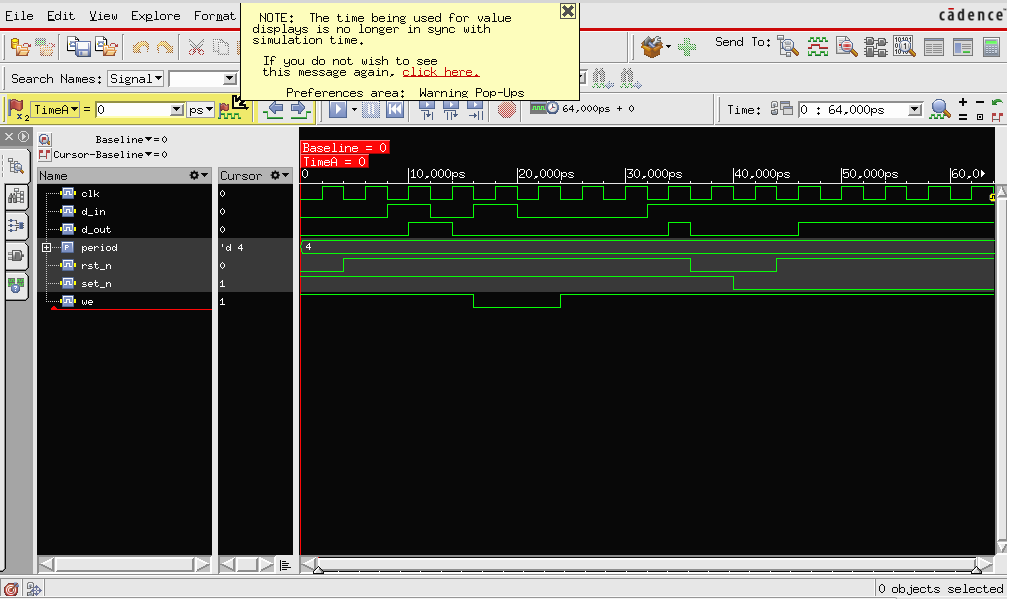 File Edit View Explore Format
cādence
NOTE: The time being used for value
displays is no longer in sync with
simulation time.
If you do not wish to see
this message again, click here.
Preferences area: Warning Pop-Ups
Send To:
Search Names: Signal
TimeA = 0 ps
64,000ps + 0
Time: 0 : 64,000ps
Baseline = 0
Cursor-Baseline = 0
Baseline = 0
TimeA = 0
Name Cursor
0 10,000ps 20,000ps 30,000ps 40,000ps 50,000ps 60,0
clk 0
d_in 0
d_out 0
period 'd 4 4
rst_n 0
set_n 1
we 1
0 objects selected